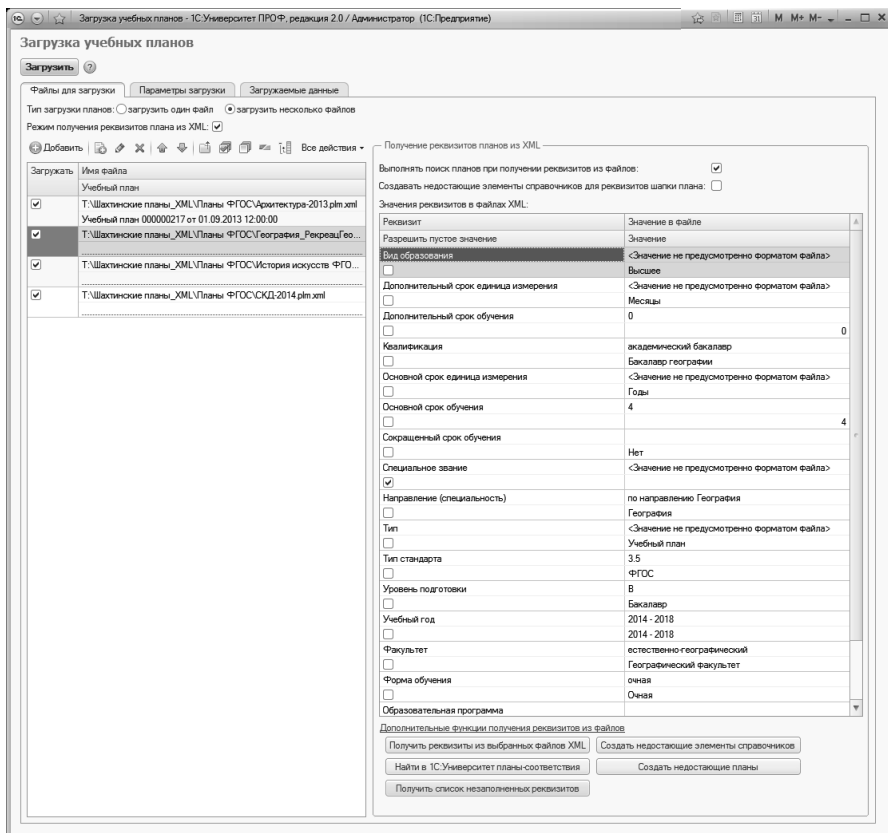 Загрузка учебных планов - 1С:Университет ПРОФ, редакция 2.0 / Администратор (1С:Предприятие)
M M+ M-
Загрузка учебных планов
Загрузить ?
Файлы для загрузки Параметры загрузки Загружаемые данные
Тип загрузки планов: загрузить один файл загрузить несколько файлов
Режим получения реквизитов плана из XML:
Добавить Все действия
Загружать Имя файла
Учебный план
T:\Шахтинские планы_XML\Планы ФГОС\Архитектура-2013.plm.xml
Учебный план 000000217 от 01.09.2013 12:00:00
T:\Шахтинские планы_XML\Планы ФГОС\География_РекреацГео...
T:\Шахтинские планы_XML\Планы ФГОС\История искусств ФГО...
T:\Шахтинские планы_XML\Планы ФГОС\СКД-2014.plm.xml
Получение реквизитов планов из XML
Выполнять поиск планов при получении реквизитов из файлов:
Создавать недостающие элементы справочников для реквизитов шапки плана:
Значения реквизитов в файлах XML:
Реквизит Значение в файле
Разрешить пустое значение Значение
Вид образования <Значение не предусмотренно форматом файла>
Высшее
Дополнительный срок единица измерения <Значение не предусмотренно форматом файла>
Месяцы
Дополнительный срок обучения 0
0
Квалификация академический бакалавр
Бакалавр географии
Основной срок единица измерения <Значение не предусмотренно форматом файла>
Годы
Основной срок обучения 4
4
Сокращенный срок обучения
Нет
Специальное звание <Значение не предусмотренно форматом файла>
Направление (специальность) по направлению География
География
Тип <Значение не предусмотренно форматом файла>
Учебный план
Тип стандарта 3.5
ФГОС
Уровень подготовки В
Бакалавр
Учебный год 2014 - 2018
2014 - 2018
Факультет естественно-географический
Географический факультет
Форма обучения очная
Очная
Образовательная программа
Дополнительные функции получения реквизитов из файлов
Получить реквизиты из выбранных файлов XML Создать недостающие элементы справочников
Найти в 1С:Университет планы-соответствия Создать недостающие планы
Получить список незаполненных реквизитов